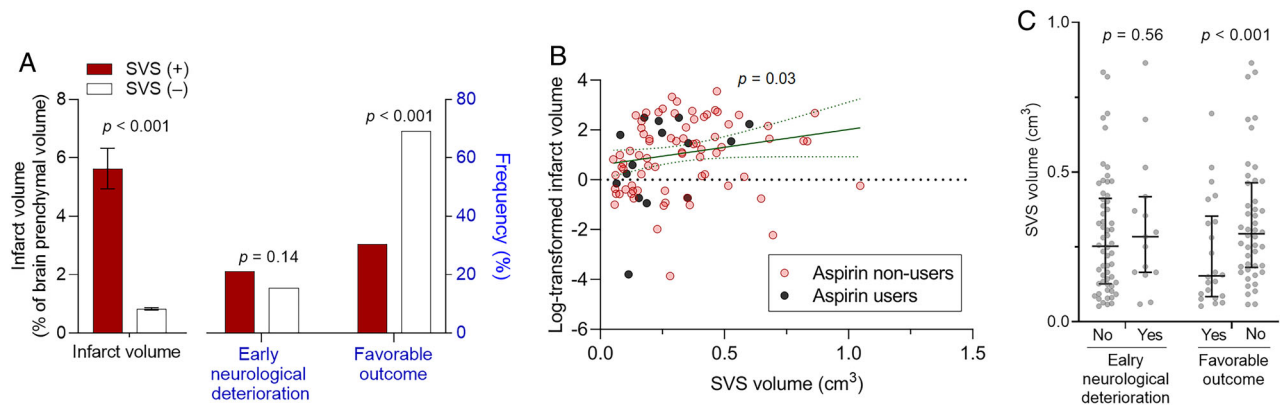 A
SVS (+)
SVS (–)
p < 0.001
p = 0.14
p < 0.001
Infarct volume
(% of brain prenchymal volume)
8
6
4
2
0
80
60
40
20
0
Frequency (%)
Infarct volume
Early
neurological
deterioration
Favorable
outcome
B
p = 0.03
Log-transformed infarct volume
4
2
0
-2
-4
-6
Aspirin non-users
Aspirin users
0.0
0.5
1.0
1.5
SVS volume (cm3)
C
p = 0.56
p < 0.001
SVS volume (cm3)
1.0
0.5
0.0
No
Yes
Yes
No
Ealry
neurological
deterioration
Favorable
outcome